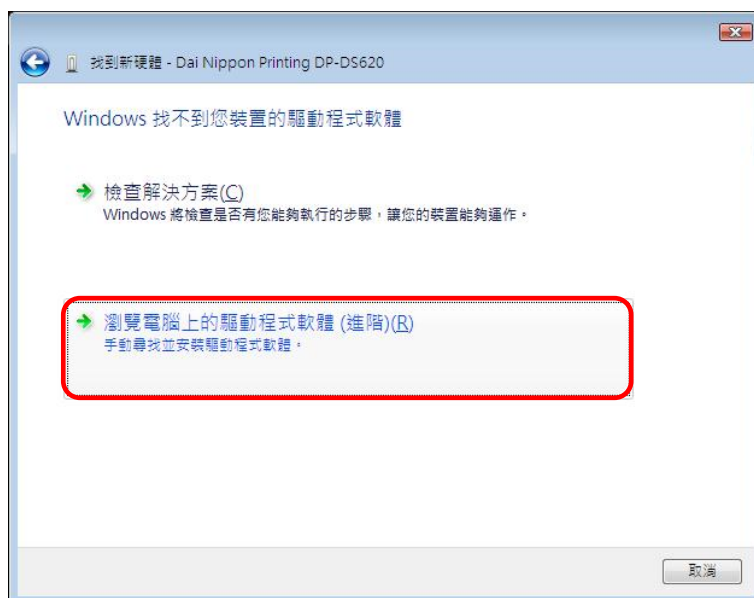 找到新硬體 - Dai Nippon Printing DP-DS620
Windows 找不到您裝置的驅動程式軟體
檢查解決方案(C)
Windows 將檢查是否有您能夠執行的步驟，讓您的裝置能夠運作。
瀏覽電腦上的驅動程式軟體 (進階)(R)
手動尋找並安裝驅動程式軟體。
取消